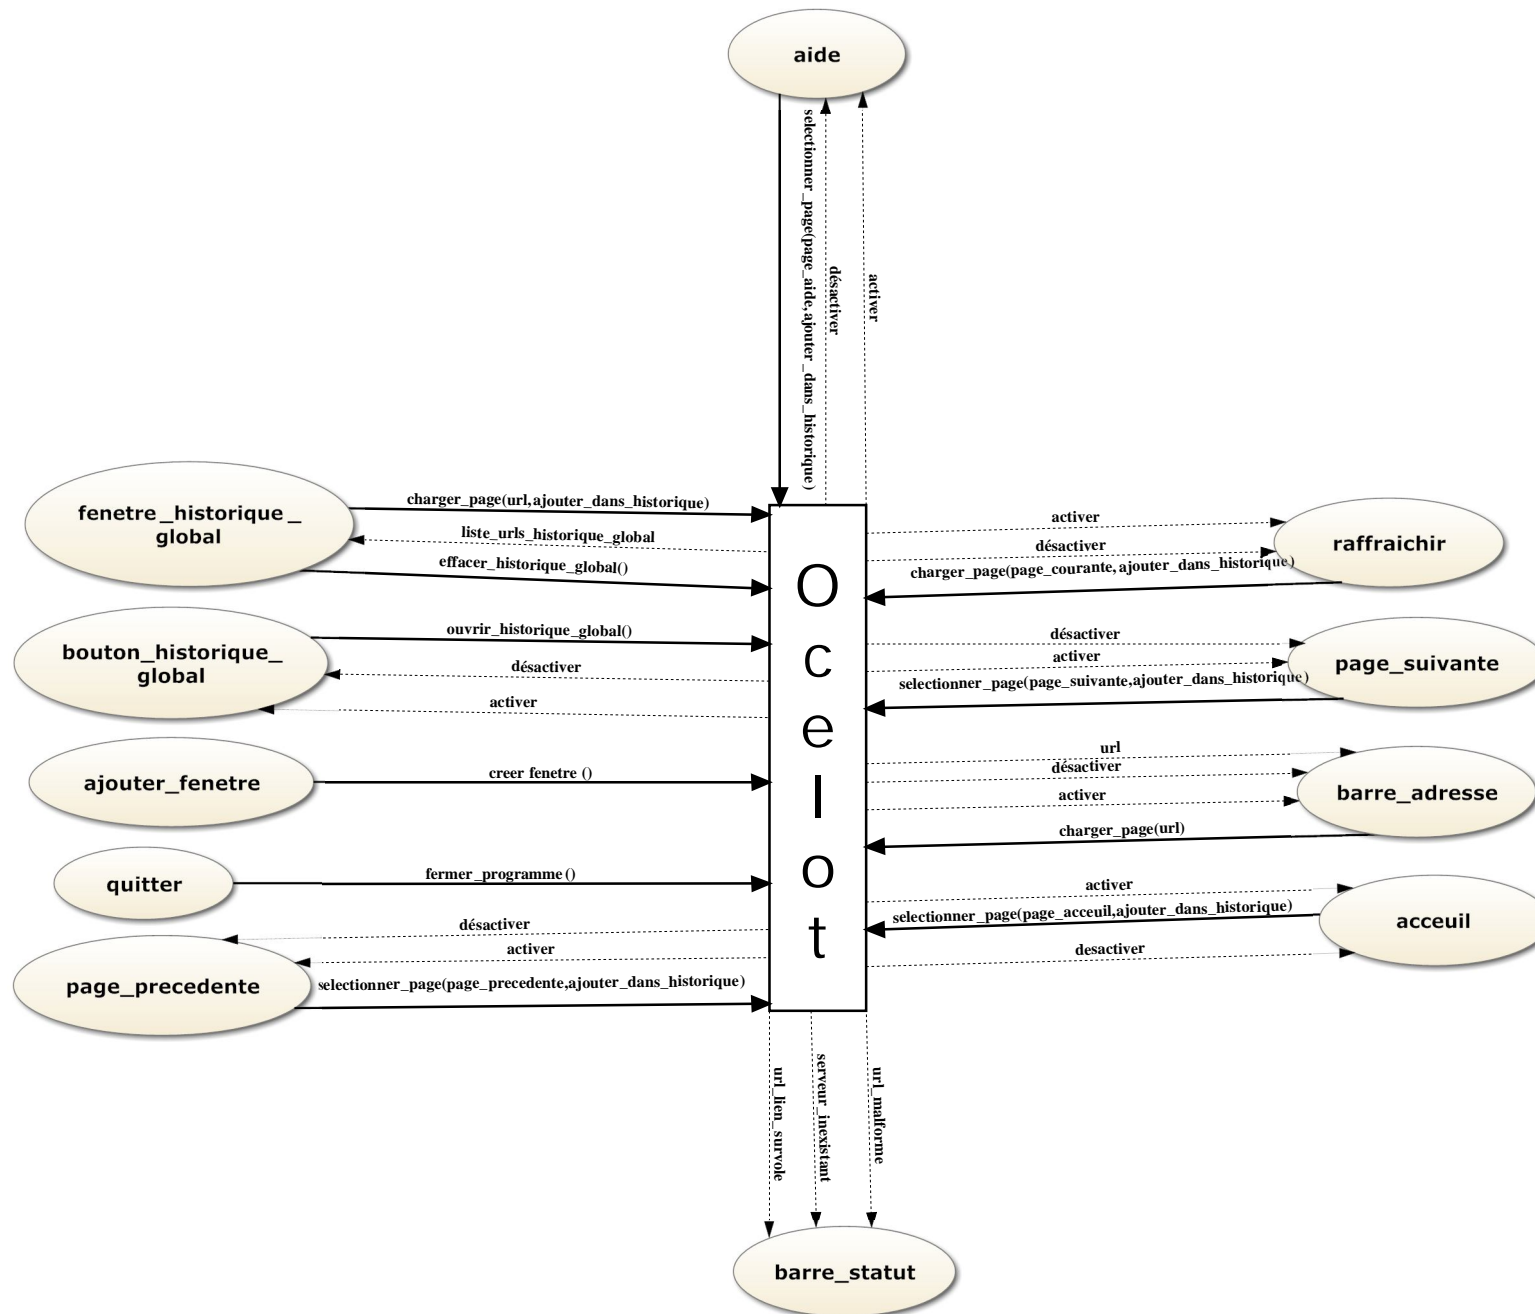 aide
selectionner_page(page_aide,ajouter_dans_historique)
désactiver
activer
fenetre_historique_
global
charger_page(url,ajouter_dans_historique)
liste_urls_historique_global
effacer_historique_global()
bouton_historique_
global
ouvrir_historique_global()
désactiver
activer
ajouter_fenetre
creer fenetre ()
quitter
fermer_programme()
page_precedente
désactiver
activer
selectionner_page(page_precedente,ajouter_dans_historique)
Ocelot
activer
désactiver
charger_page(page_courante,ajouter_dans_historique)
raffraichir
désactiver
activer
selectionner_page(page_suivante,ajouter_dans_historique)
page_suivante
url
désactiver
activer
charger_page(url)
barre_adresse
activer
selectionner_page(page_acceuil,ajouter_dans_historique)
desactiver
acceuil
url_lien_survole
serveur_inexistant
url_malforme
barre_statut